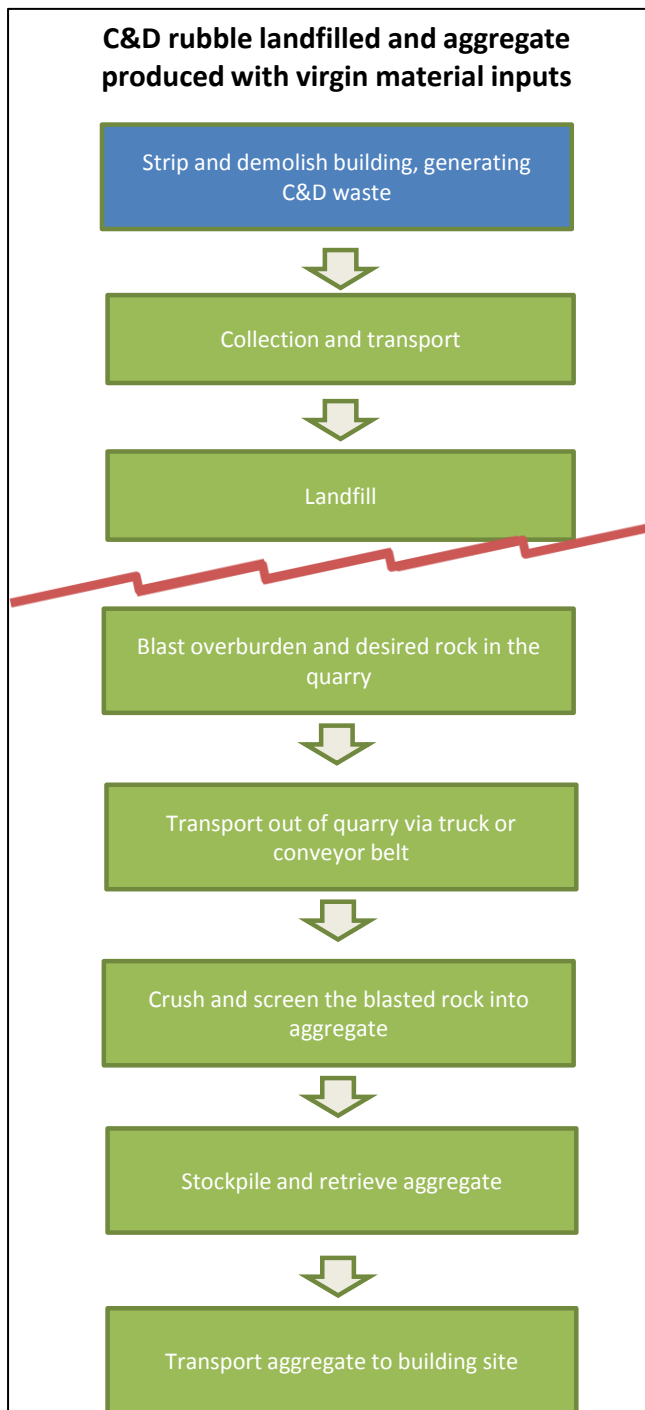 C&D rubble landfilled and aggregate
produced with virgin material inputs
Strip and demolish building, generating
C&D waste
Collection and transport
Landfill
Blast overburden and desired rock in the
quarry
Transport out of quarry via truck or
conveyor belt
Crush and screen the blasted rock into
aggregate
Stockpile and retrieve aggregate
Transport aggregate to building site